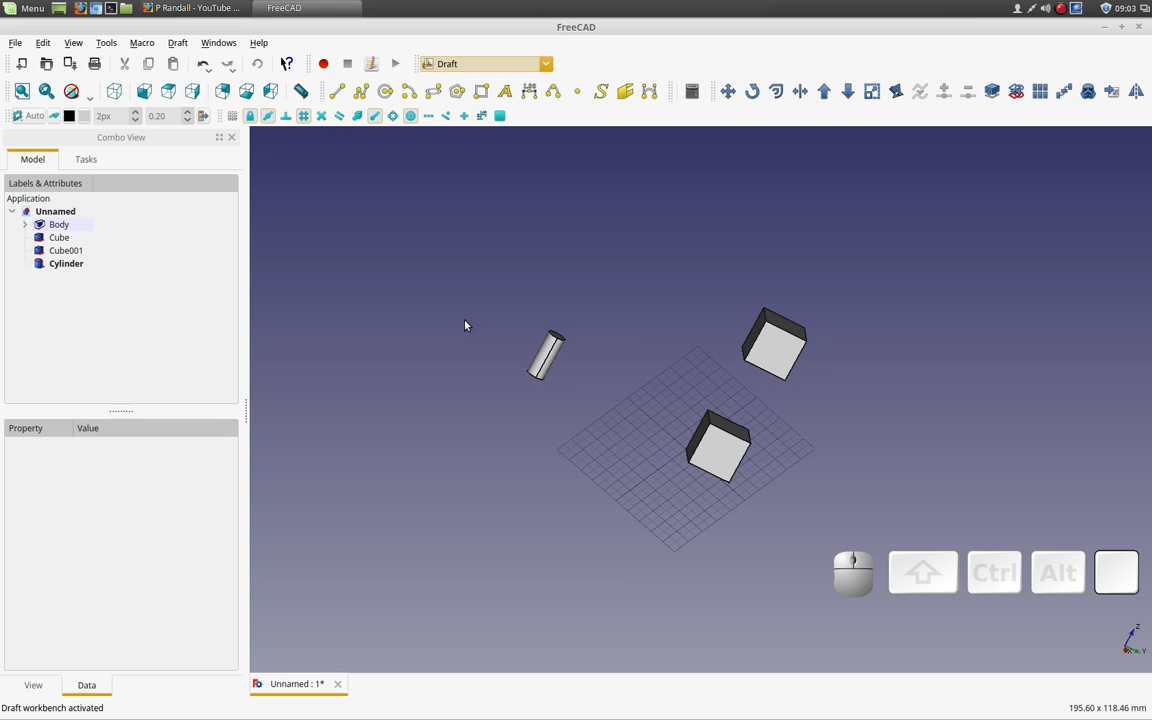 Menu P Randall - YouTube ... FreeCAD 09:03
FreeCAD
File Edit View Tools Macro Draft Windows Help
Draft
Auto 2px 0.20
Combo View
Model Tasks
Labels & Attributes
Application
Unnamed
Body
Cube
Cube001
Cylinder
Property Value
Ctrl Alt
Z
X Y
View Data
Unnamed : 1*
Draft workbench activated 195.60 x 118.46 mm